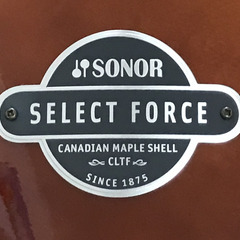 SONOR
SELECT FORCE
CANADIAN MAPLE SHELL
CLTF
SINCE 1875